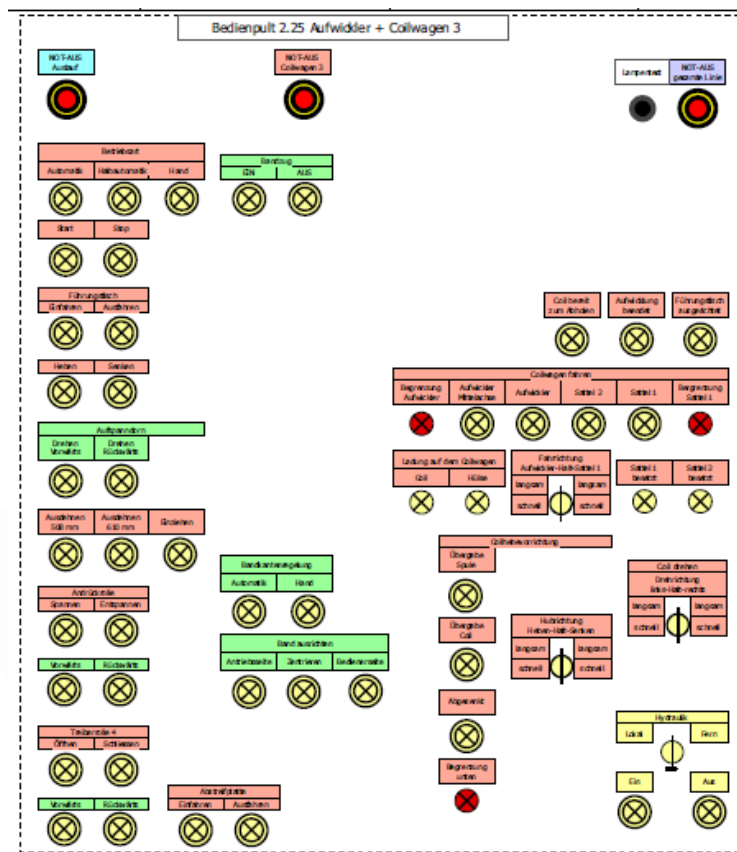 Bedienpult 2.25 Aufwickler + Coilwagen 3
NOT-AUS
Auslauf
NOT-AUS
Coilwagen 3
Lampentest
NOT-AUS
gesamte Linie
Betriebsart
Automatik
Halbautomatik
Hand
Bandzug
EIN
AUS
Start
Stop
Führungstisch
Einfahren
Ausfahren
Coil bereit
zum Abholen
Aufwicklung
beendet
Führungstisch
ausgerichtet
Heben
Senken
Coilwagen fahren
Begrenzung
Aufwickler
Aufwickler
Mittelachse
Aufwickler
Sattel 2
Sattel 1
Bergrenzung
Sattel 1
Aufspanndorn
Drehen
Vorwärts
Drehen
Rückwärts
Ladung auf dem Coilwagen
Coil
Hülse
Fahrrichtung
Aufwickler-Halt-Sattel 1
langsam
langsam
schnell
schnell
Sattel 1
besetzt
Sattel 2
besetzt
Ausdehnen
508 mm
Ausdehnen
610 mm
Einziehen
Coilhebevorrichtung
Übergabe
Spule
Bandkantenregelung
Automatik
Hand
Coil drehen
Drehrichtung
links-Halt-rechts
langsam
langsam
schnell
schnell
Andrückrolle
Spannen
Entspannen
Übergabe
Coil
Hubrichtung
Heben-Halt-Senken
langsam
langsam
schnell
schnell
Band ausrichten
Antriebsseite
Zentrieren
Bedienerseite
Vorwärts
Rückwärts
Abgesenkt
Hydraulik
Lokal
Fern
Treiberrolle 4
Öffnen
Schliessen
Begrenzung
unten
Ein
Aus
Abstreifplatte
Einfahren
Ausfahren
Vorwärts
Rückwärts